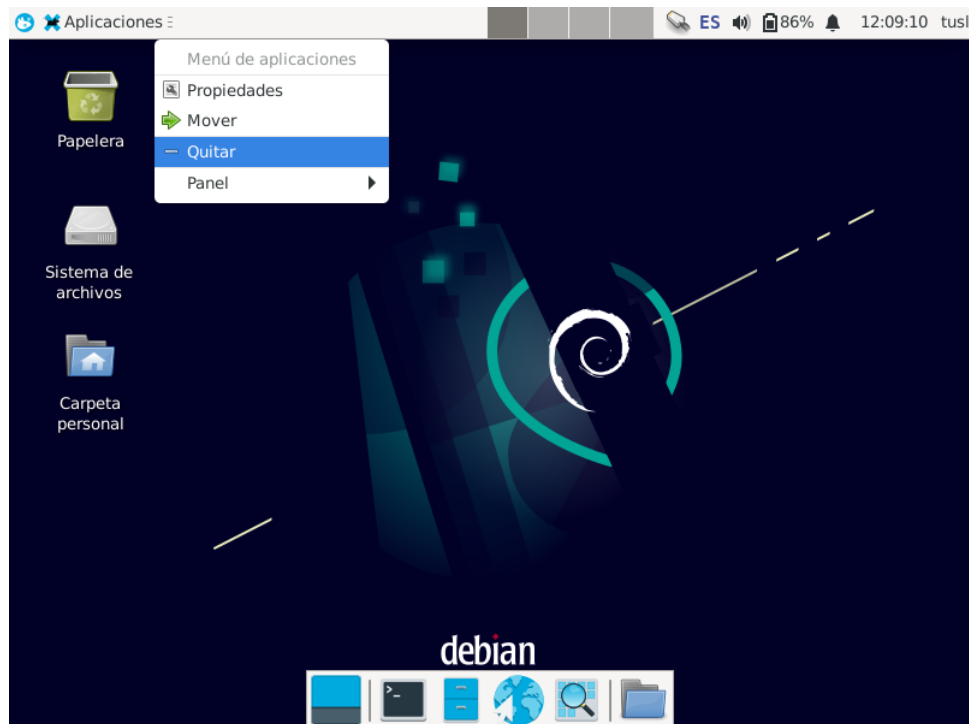 Aplicaciones ES 86% 12:09:10 tusl
Menú de aplicaciones
Propiedades
Mover
Quitar
Panel
Papelera
Sistema de
archivos
Carpeta
personal
debian
>_